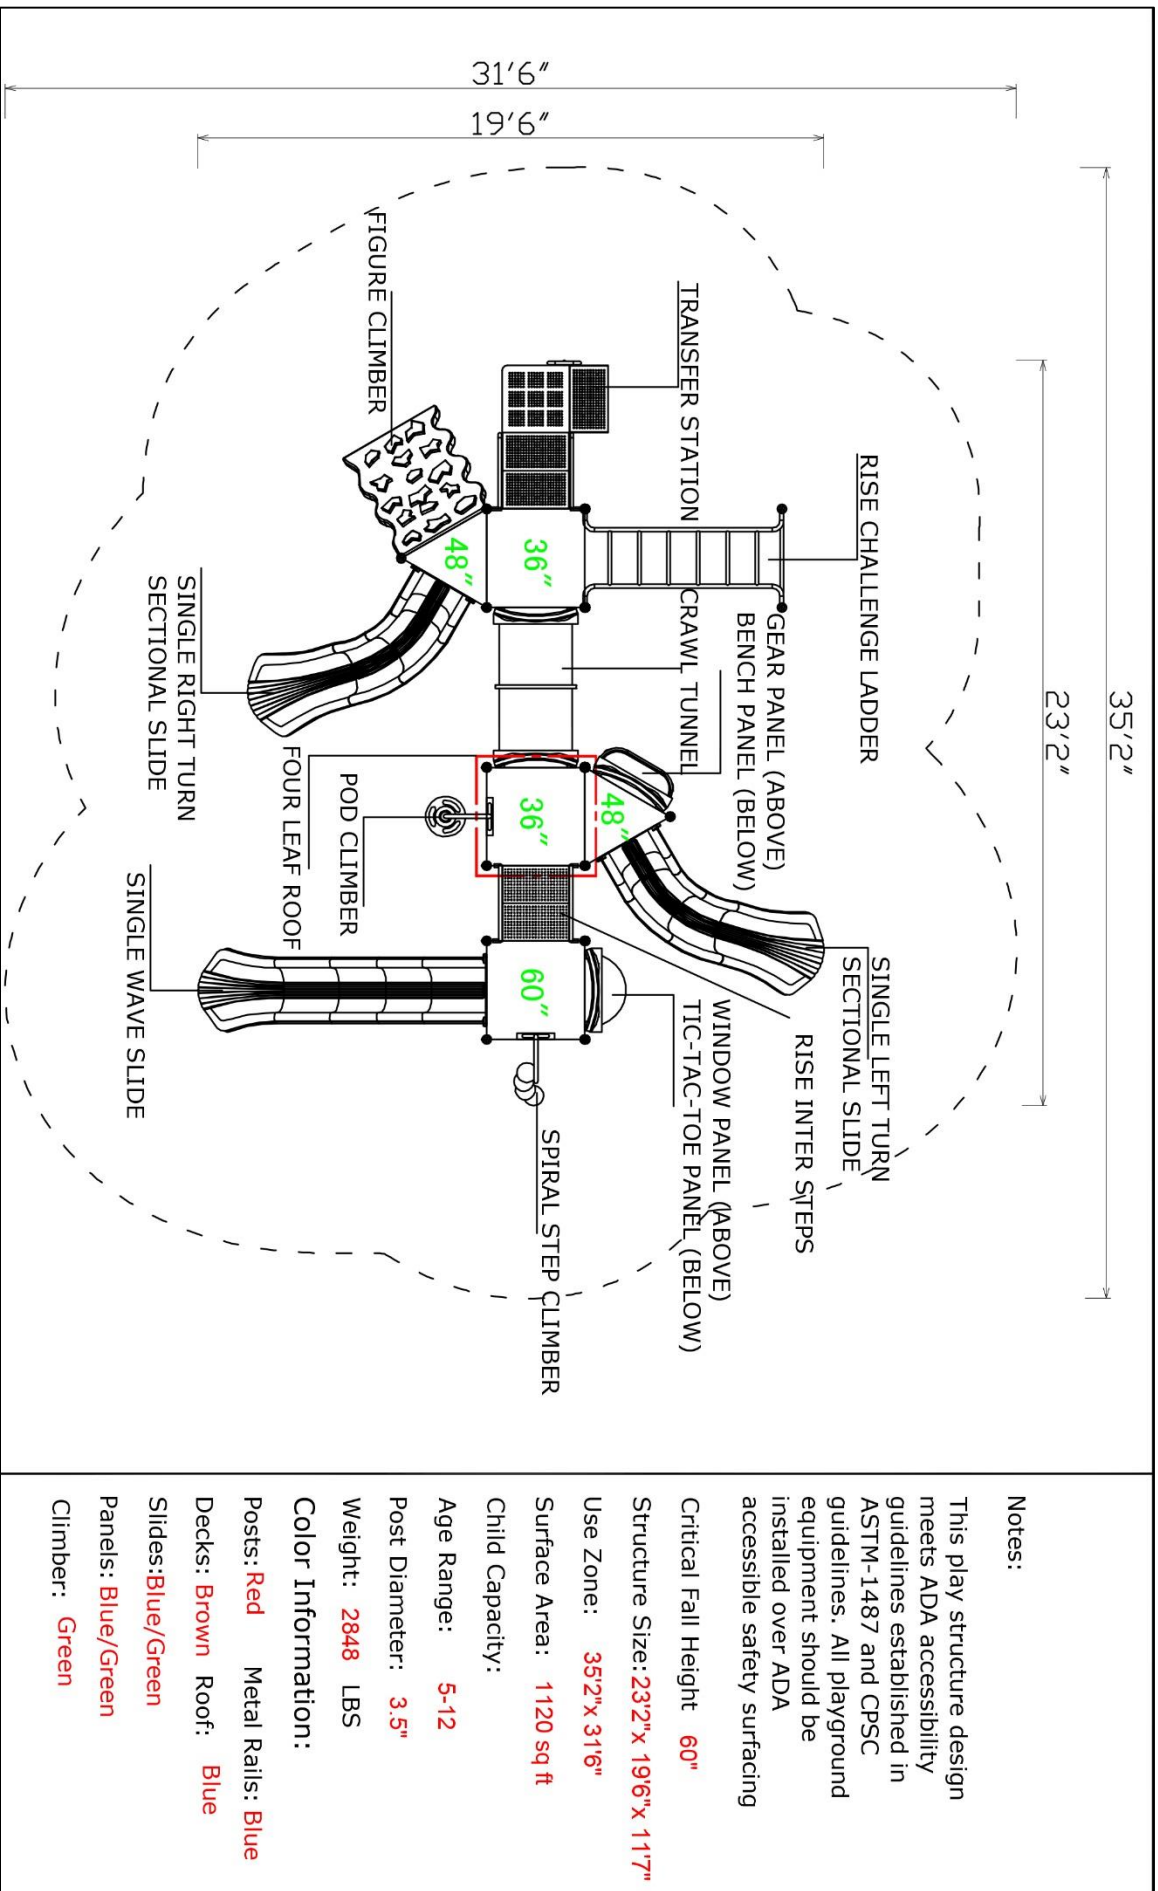 35'2"
23'2"
31'6"
19'6"
RISE CHALLENGE LADDER
SINGLE LEFT TURN
SECTIONAL SLIDE
RISE INTER STEPS
GEAR PANEL (ABOVE)
BENCH PANEL (BELOW)
WINDOW PANEL (ABOVE)
TIC-TAC-TOE PANEL (BELOW)
TRANSFER STATION
CRAWL TUNNEL
48"
36"
36"
60"
48"
SPIRAL STEP CLIMBER
FIGURE CLIMBER
POD CLIMBER
FOUR LEAF ROOF
SINGLE RIGHT TURN
SECTIONAL SLIDE
SINGLE WAVE SLIDE
Notes:
This play structure design
meets ADA accessibility
guidelines established in
ASTM-1487 and CPSC
guidelines. All playground
equipment should be
installed over ADA
accessible safety surfacing
Critical Fall Height 60"
Structure Size: 23'2"x 19'6"x 11'7"
Use Zone: 35'2"x 31'6"
Surface Area: 1120 sq ft
Child Capacity:
Age Range: 5-12
Post Diameter: 3.5"
Weight: 2848 LBS
Color Information:
Posts: Red Metal Rails: Blue
Decks: Brown Roof: Blue
Slides:Blue/Green
Panels: Blue/Green
Climber: Green